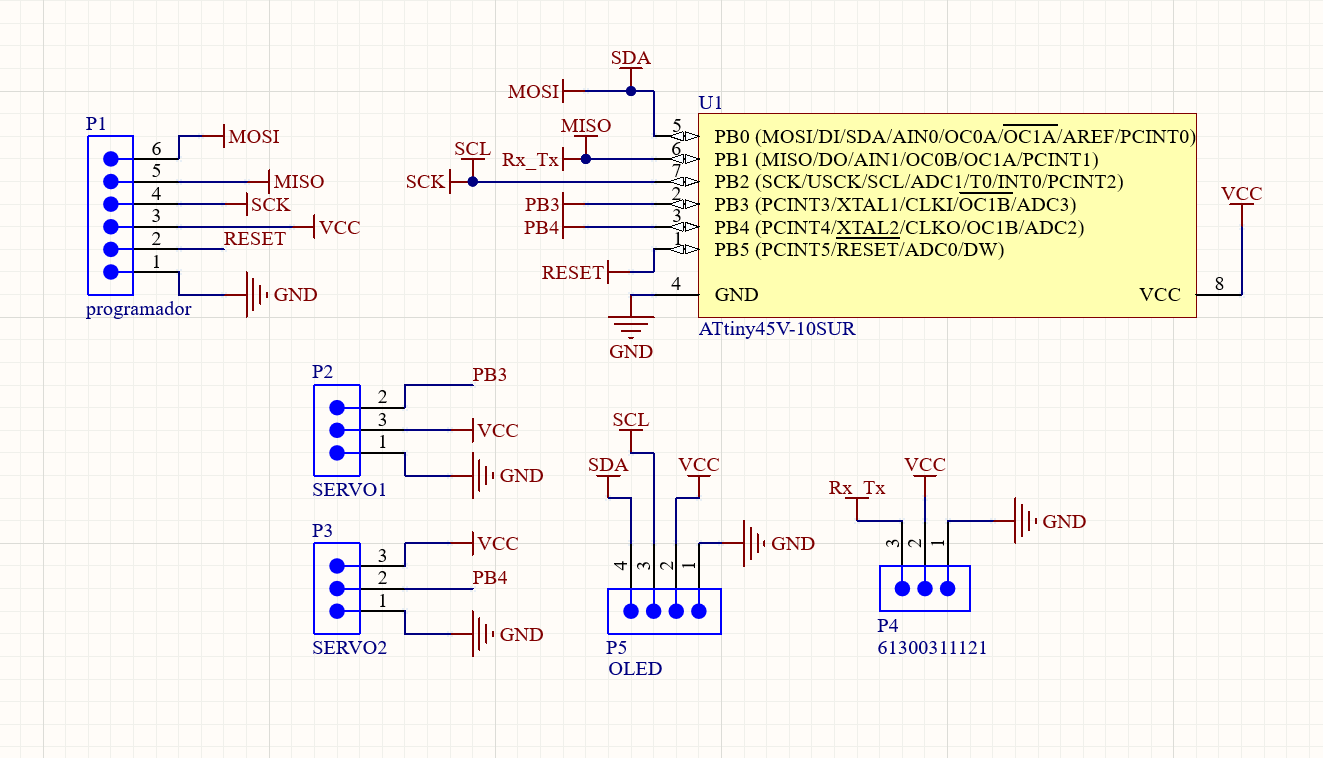 P1
6 MOSI
5 MISO
4 SCK
3 VCC
2 RESET
1 GND
programador
SDA
MOSI
MISO
Rx_Tx
SCL
SCK
PB3
PB4
RESET
GND
U1
5 PB0 (MOSI/DI/SDA/AIN0/OC0A/OC1A/AREF/PCINT0)
6 PB1 (MISO/DO/AIN1/OC0B/OC1A/PCINT1)
7 PB2 (SCK/USCK/SCL/ADC1/T0/INT0/PCINT2)
2 PB3 (PCINT3/XTAL1/CLKI/OC1B/ADC3)
3 PB4 (PCINT4/XTAL2/CLKO/OC1B/ADC2)
1 PB5 (PCINT5/RESET/ADC0/DW)
4 GND VCC 8
VCC
ATtiny45V-10SUR
P2
2 PB3
3 VCC
1 GND
SERVO1
P3
3 VCC
2 PB4
1 GND
SERVO2
SCL
SDA VCC
GND
4 3 2 1
P5
OLED
VCC
Rx_Tx
GND
3 2 1
P4
61300311121